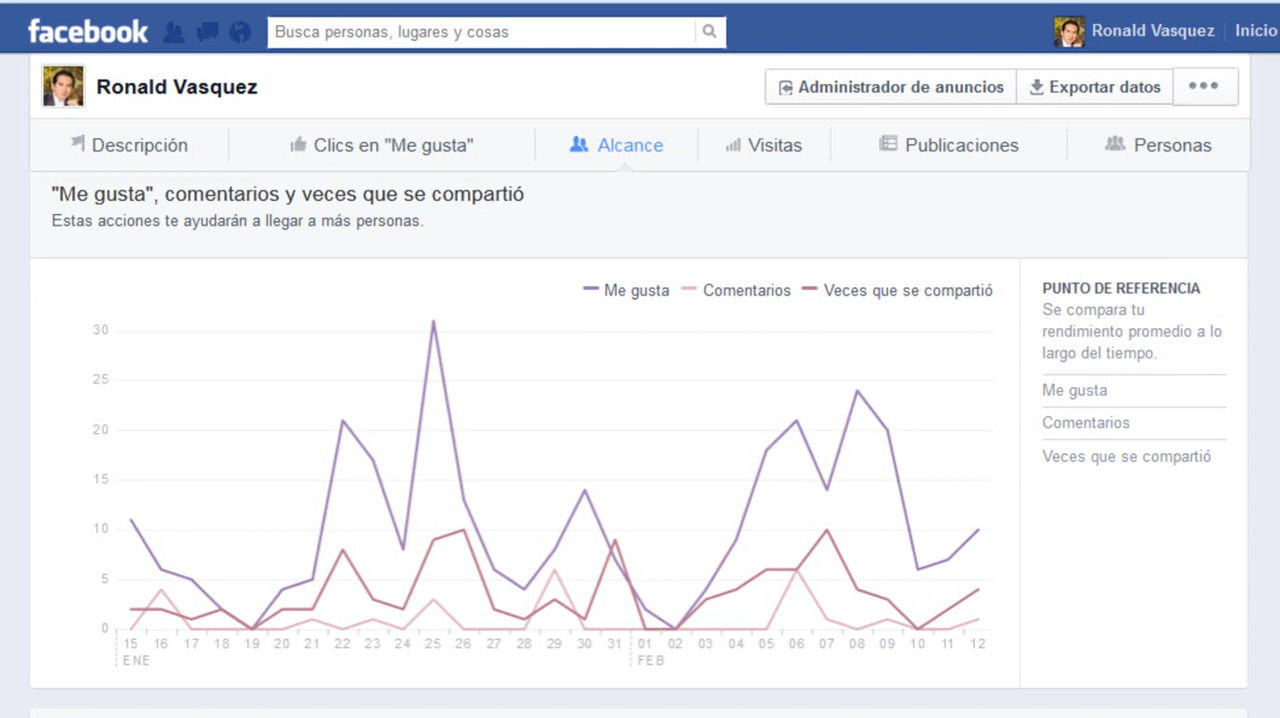 facebook
Busca personas, lugares y cosas
Ronald Vasquez
Inicio
Ronald Vasquez
Administrador de anuncios
Exportar datos
Descripción
Clics en "Me gusta"
Alcance
Visitas
Publicaciones
Personas
"Me gusta", comentarios y veces que se compartió
Estas acciones te ayudarán a llegar a más personas.
Me gusta Comentarios Veces que se compartió
30
25
20
15
10
5
0
15 16 17 18 19 20 21 22 23 24 25 26 27 28 29 30 31 01 02 03 04 05 06 07 08 09 10 11 12
ENE FEB
PUNTO DE REFERENCIA
Se compara tu
rendimiento promedio a lo
largo del tiempo.
Me gusta
Comentarios
Veces que se compartió